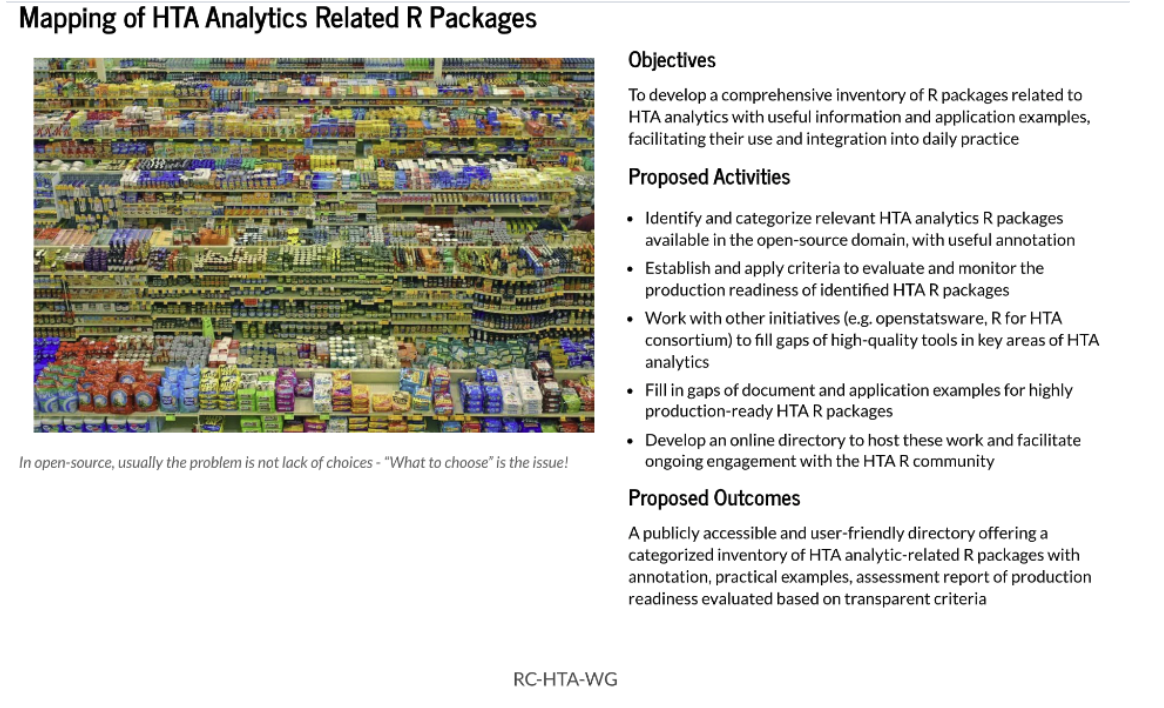 Mapping of HTA Analytics Related R Packages
In open-source, usually the problem is not lack of choices - “What to choose” is the issue!
Objectives
To develop a comprehensive inventory of R packages related to
HTA analytics with useful information and application examples,
facilitating their use and integration into daily practice
Proposed Activities
• Identify and categorize relevant HTA analytics R packages
available in the open-source domain, with useful annotation
• Establish and apply criteria to evaluate and monitor the
production readiness of identified HTA R packages
• Work with other initiatives (e.g. openstatsware, R for HTA
consortium) to fill gaps of high-quality tools in key areas of HTA
analytics
• Fill in gaps of document and application examples for highly
production-ready HTA R packages
• Develop an online directory to host these work and facilitate
ongoing engagement with the HTA R community
Proposed Outcomes
A publicly accessible and user-friendly directory offering a
categorized inventory of HTA analytic-related R packages with
annotation, practical examples, assessment report of production
readiness evaluated based on transparent criteria
RC-HTA-WG